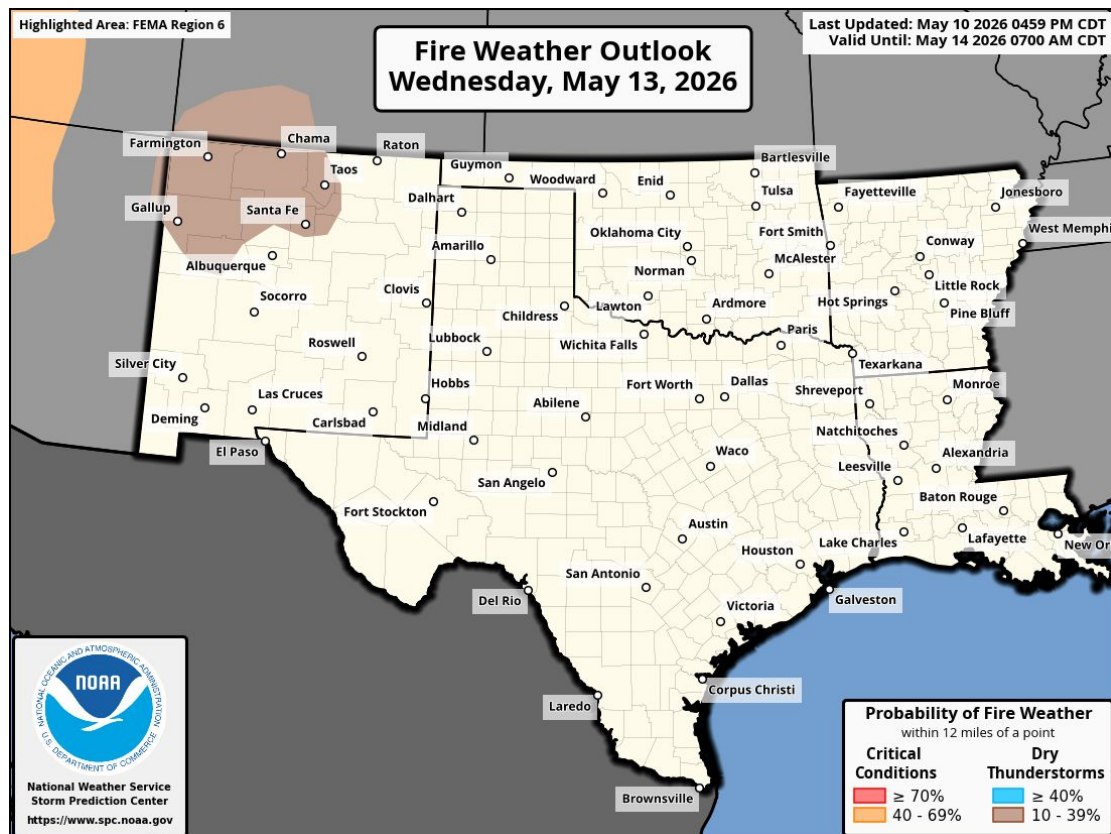 Highlighted Area: FEMA Region 6
Last Updated: May 10 2026 0459 PM CDT
Valid Until: May 14 2026 0700 AM CDT
Fire Weather Outlook
Wednesday, May 13, 2026
Farmington
Chama
Taos
Raton
Guymon
Woodward
Enid
Bartlesville
Tulsa
Fayetteville
Jonesboro
Gallup
Santa Fe
Dalhart
Amarillo
Oklahoma City
Fort Smith
West Memphi
Albuquerque
Norman
McAlester
Conway
Little Rock
Socorro
Clovis
Childress
Lawton
Ardmore
Hot Springs
Pine Bluff
Roswell
Lubbock
Wichita Falls
Paris
Texarkana
Silver City
Las Cruces
Hobbs
Fort Worth
Dallas
Shreveport
Monroe
Deming
Carlsbad
Midland
Abilene
Natchitoches
El Paso
Waco
Leesville
Alexandria
San Angelo
Baton Rouge
Fort Stockton
Austin
Lake Charles
Lafayette
New Or
Houston
San Antonio
Del Rio
Victoria
Galveston
Corpus Christi
Laredo
Brownsville
NATIONAL OCEANIC AND ATMOSPHERIC ADMINISTRATION
NOAA
U.S. DEPARTMENT OF COMMERCE
National Weather Service
Storm Prediction Center
https://www.spc.noaa.gov
Probability of Fire Weather
within 12 miles of a point
Critical Conditions
≥ 70%
40 - 69%
Dry Thunderstorms
≥ 40%
10 - 39%